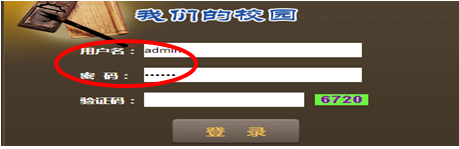 我们的校园
用户名： admin
密 码： ••••••
验证码： 6720
登 录